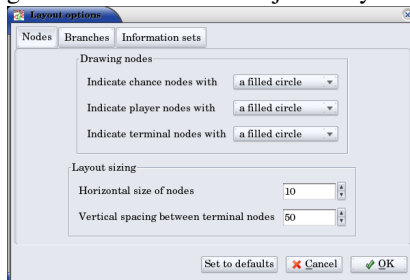 Layout options
Nodes Branches Information sets
Drawing nodes
Indicate chance nodes with a filled circle
Indicate player nodes with a filled circle
Indicate terminal nodes with a filled circle
Layout sizing
Horizontal size of nodes 10
Vertical spacing between terminal nodes 50
Set to defaults Cancel OK